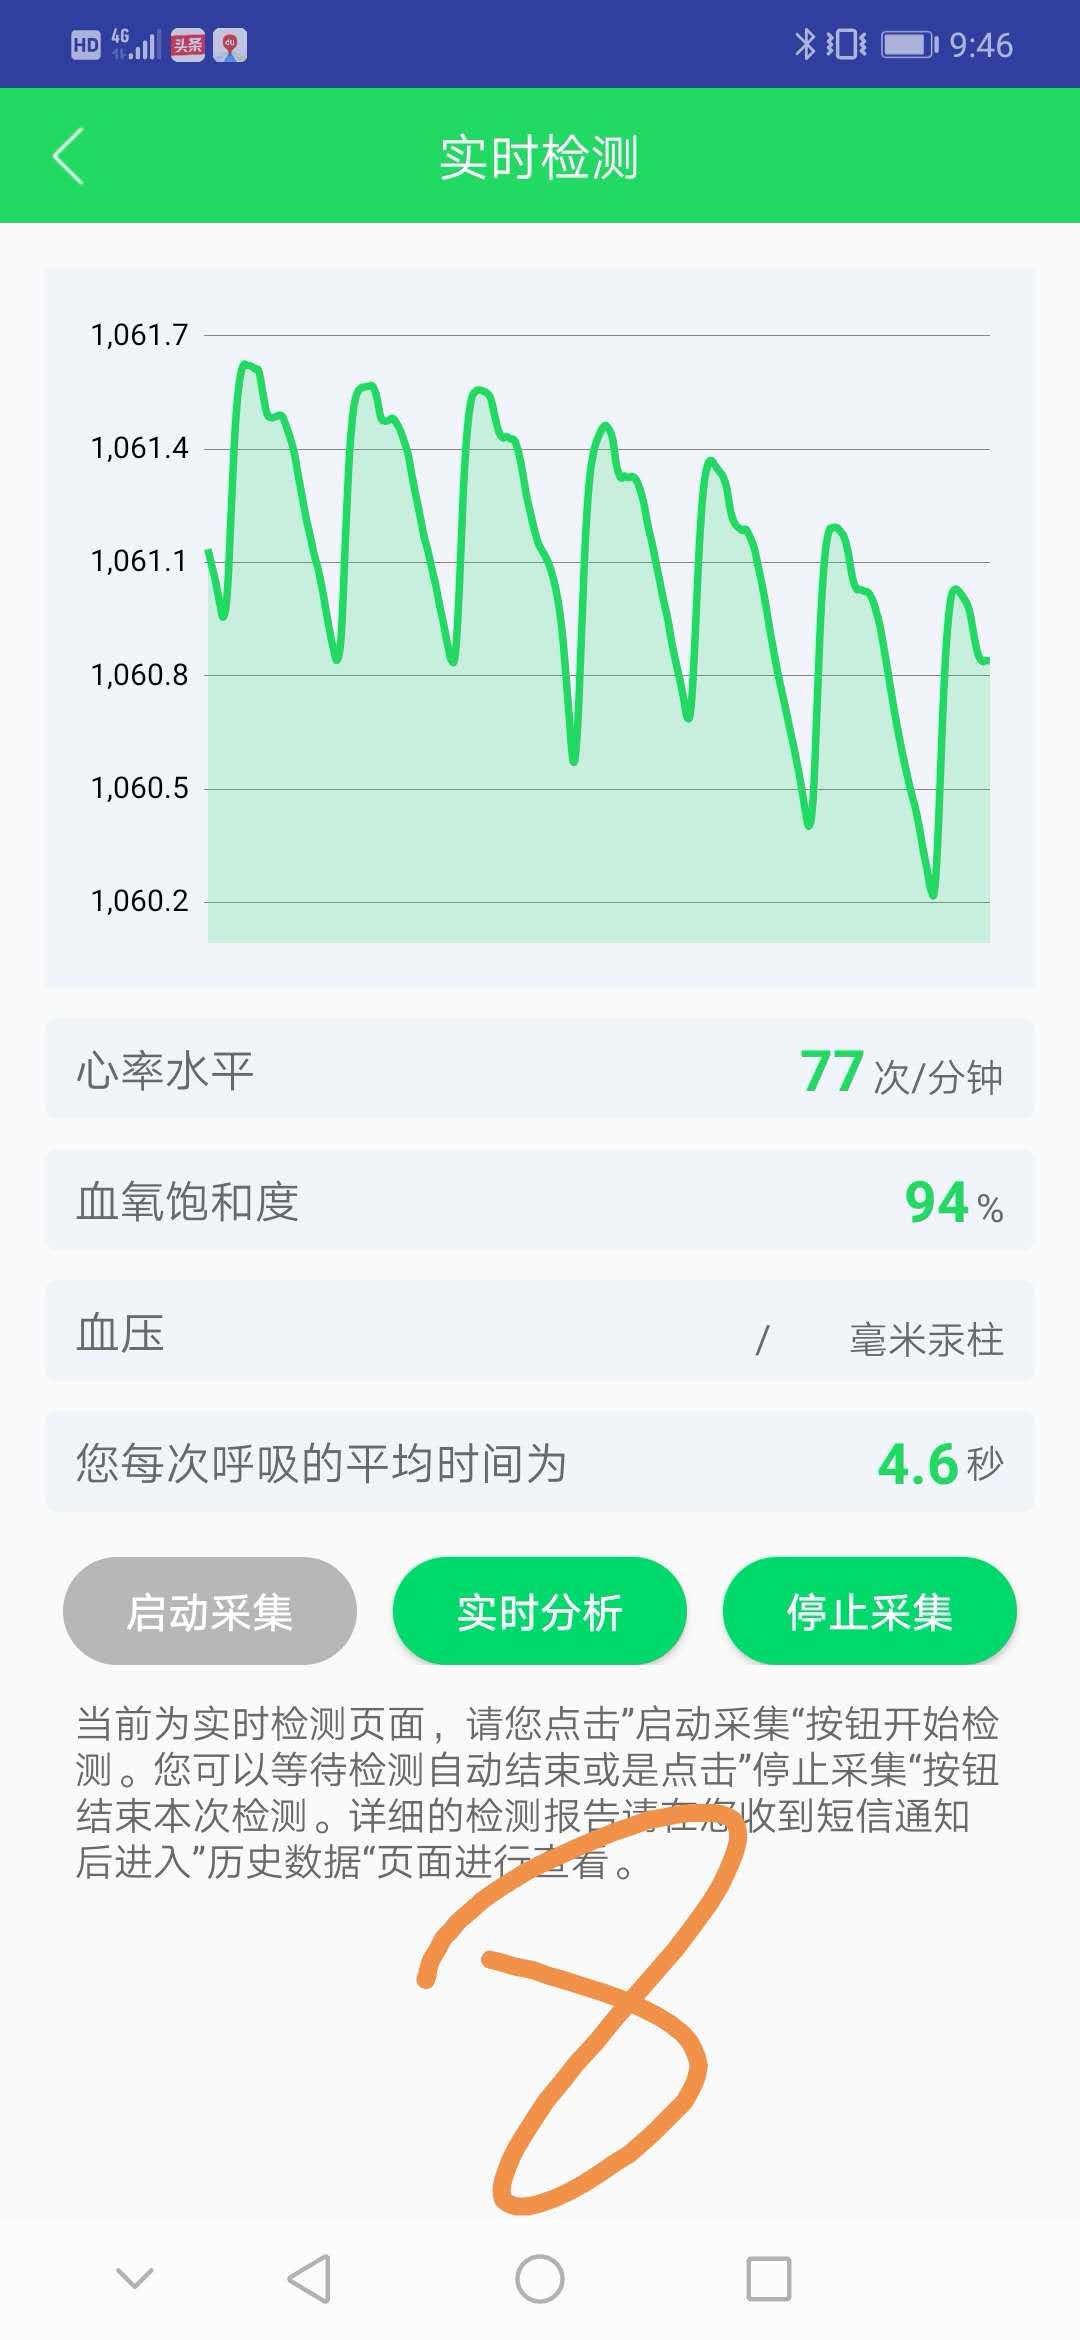 HD 4G 头条 du 9:46
实时检测
1,061.7
1,061.4
1,061.1
1,060.8
1,060.5
1,060.2
心率水平 77 次/分钟
血氧饱和度 94 %
血压 / 毫米汞柱
您每次呼吸的平均时间为 4.6 秒
启动采集 实时分析 停止采集
当前为实时检测页面，请您点击”启动采集“按钮开始检
测。您可以等待检测自动结束或是点击”停止采集“按钮
结束本次检测。详细的检测报告请在您收到短信通知
后进入”历史数据“页面进行查看。
8